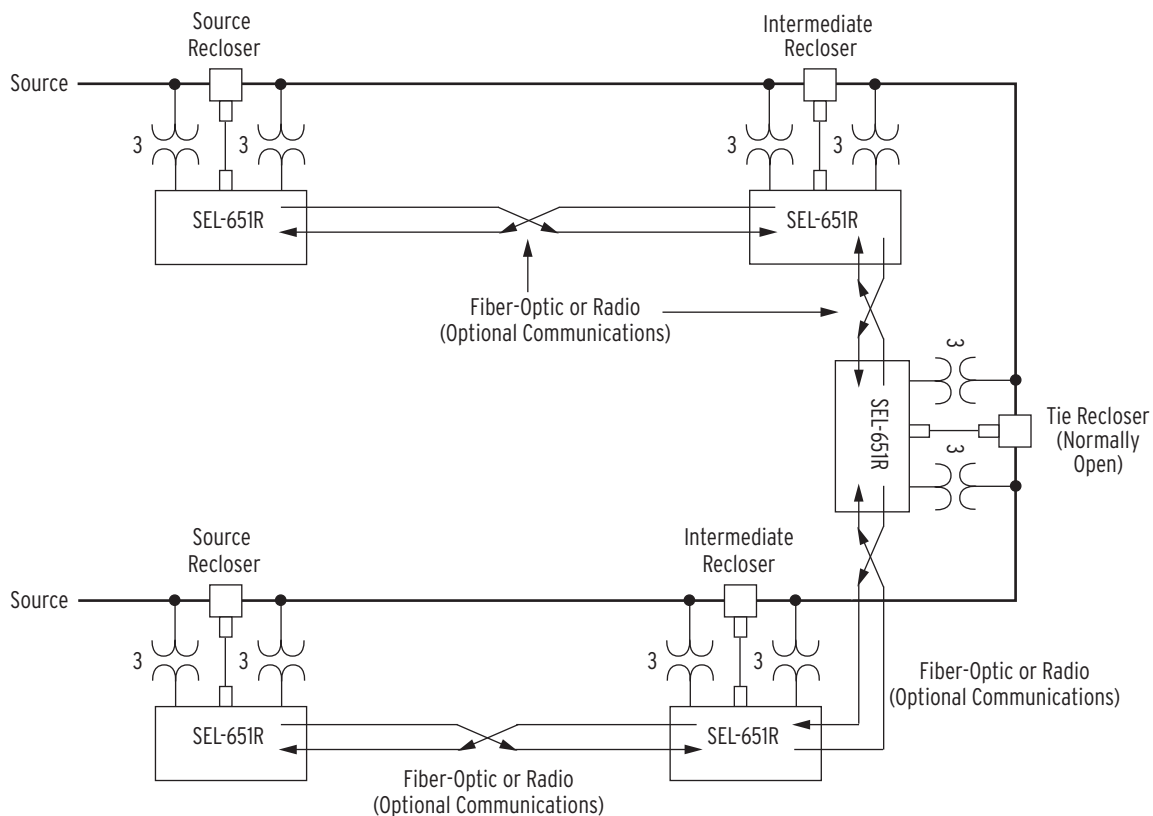 Source
Recloser
Intermediate
Recloser
Source
3
3
3
3
SEL-651R
SEL-651R
Fiber-Optic or Radio
(Optional Communications)
3
SEL-651R
3
Tie Recloser
(Normally
Open)
Source
Recloser
Intermediate
Recloser
Source
3
3
3
3
Fiber-Optic or Radio
(Optional Communications)
SEL-651R
SEL-651R
Fiber-Optic or Radio
(Optional Communications)